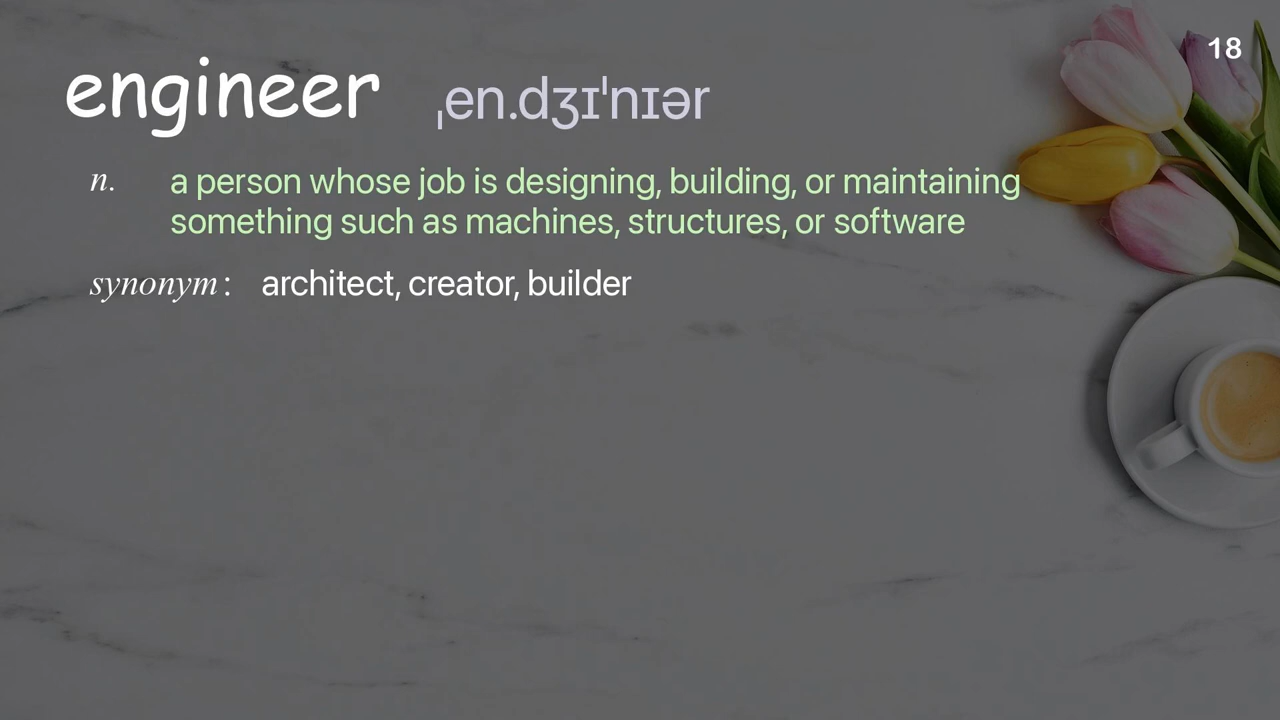 18
engineer ˌen.dʒɪˈnɪər
n. a person whose job is designing, building, or maintaining
something such as machines, structures, or software
synonym : architect, creator, builder